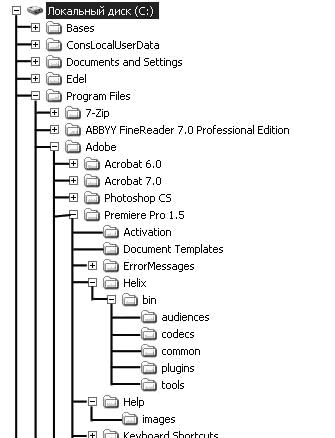 Локальный диск (C:)
Bases
ConsLocalUserData
Documents and Settings
Edel
Program Files
7-Zip
ABBYY FineReader 7.0 Professional Edition
Adobe
Acrobat 6.0
Acrobat 7.0
Photoshop CS
Premiere Pro 1.5
Activation
Document Templates
ErrorMessages
Helix
bin
audiences
codecs
common
plugins
tools
Help
images
Keyboard Shortcuts